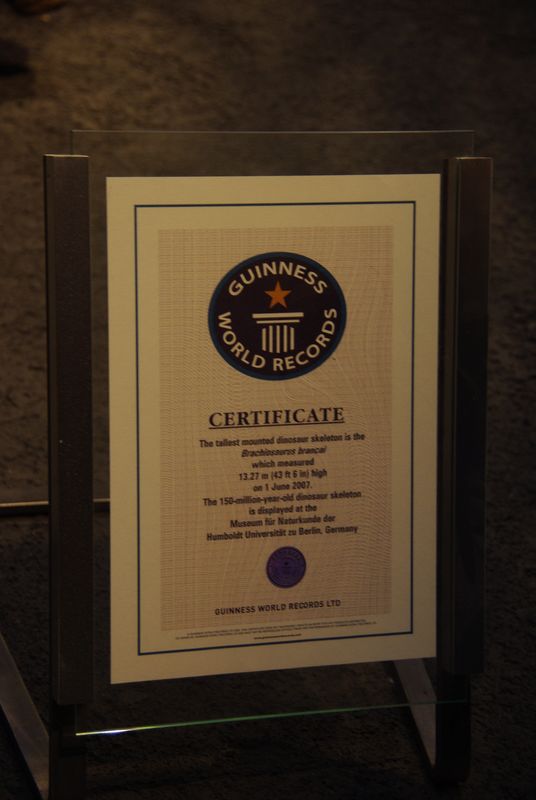 GUINNESS
WORLD RECORDS
CERTIFICATE
The tallest mounted dinosaur skeleton is the
Brachiosaurus brancai
which measured
13.27 m (43 ft 6 in) high
on 1 June 2007.
The 150-million-year-old dinosaur skeleton
is displayed at the
Museum für Naturkunde der
Humboldt Universität zu Berlin, Germany
GUINNESS WORLD RECORDS LTD